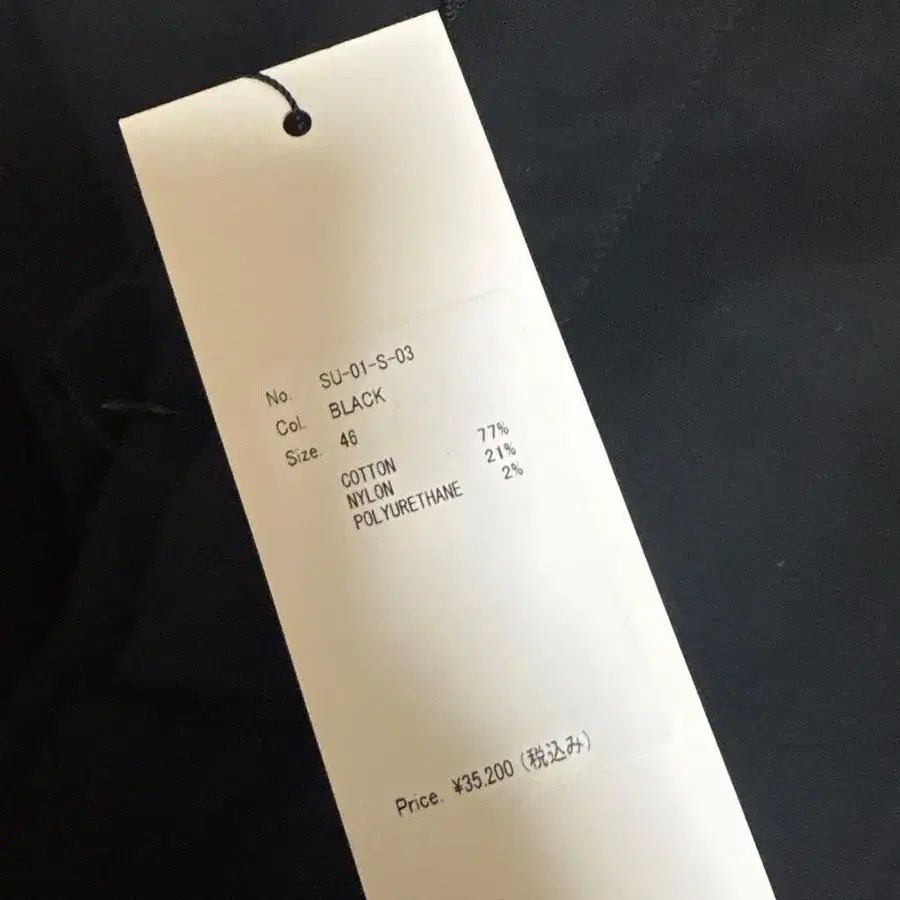 No. SU-01-S-03
Col. BLACK
Size. 46
COTTON 77%
NYLON 21%
POLYURETHANE 2%
Price. ¥35,200 (税込み)